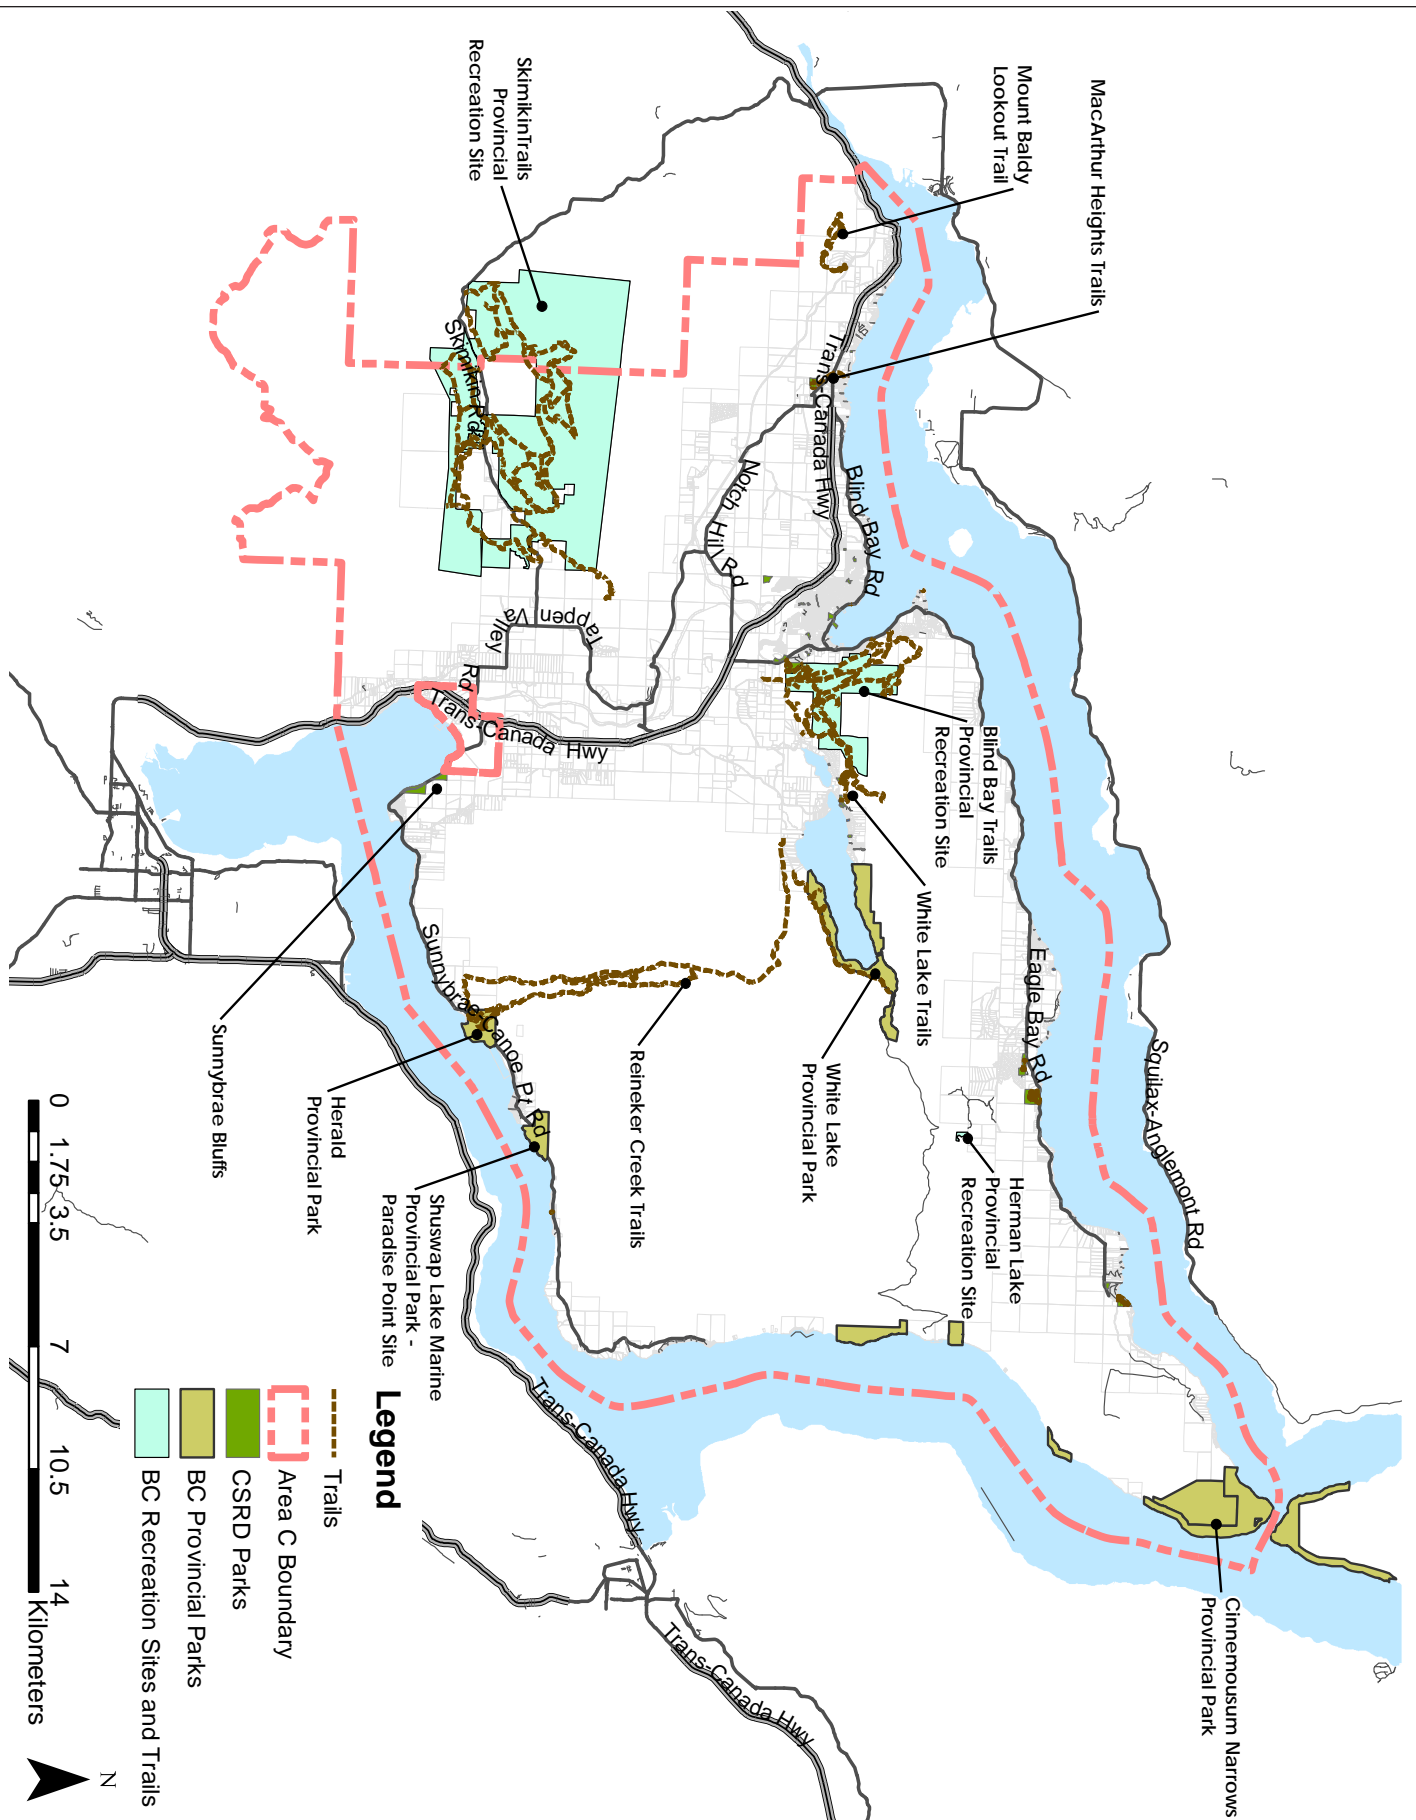 MacArthur Heights Trails
Mount Baldy
Lookout Trail
SkimikinTrails
Provincial
Recreation Site
Squilax-Anglemont Rd
Trans-Canada Hwy
Blind Bay Rd
Notch Hill Rd
Skimikin Rd
Tappen Valley Rd
Trans-Canada Hwy
Blind Bay Trails
Provincial
Recreation Site
White Lake Trails
Eagle Bay Rd
White Lake
Provincial Park
Herman Lake
Provincial
Recreation Site
Cinnemousum Narrows
Provincial Park
Reineker Creek Trails
Sunnybrae-Canoe Pt Rd
Sunnybrae Bluffs
Herald
Provincial Park
Shuswap Lake Marine
Provincial Park -
Paradise Point Site
Trans-Canada Hwy
Trans-Canada Hwy
Legend
Trails
Area C Boundary
CSRD Parks
BC Provincial Parks
BC Recreation Sites and Trails
0 1.75 3.5 7 10.5 14
Kilometers
N